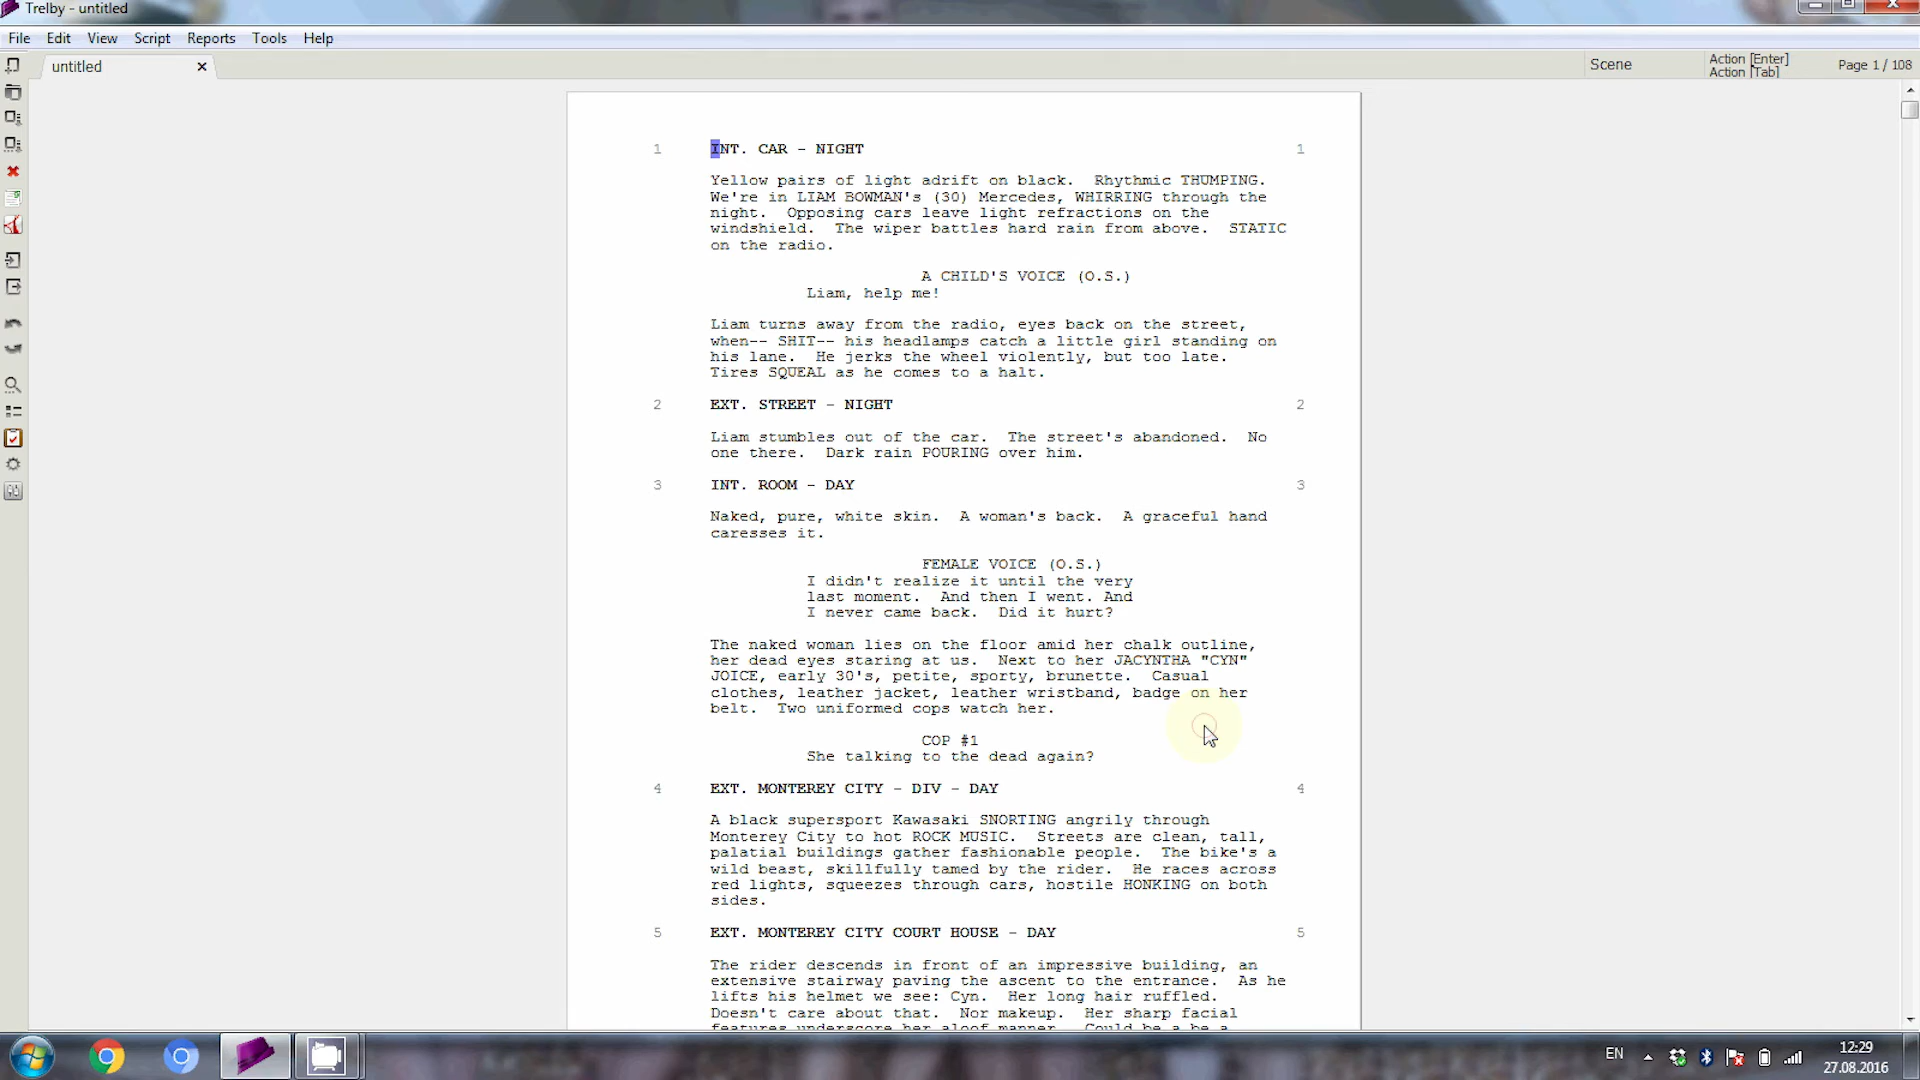 Trelby - untitled
File Edit View Script Reports Tools Help
untitled
Scene
Action [Enter]
Action [Tab]
Page 1 / 108
1 INT. CAR - NIGHT 1
Yellow pairs of light adrift on black. Rhythmic THUMPING.
We're in LIAM BOWMAN's (30) Mercedes, WHIRRING through the
night. Opposing cars leave light refractions on the
windshield. The wiper battles hard rain from above. STATIC
on the radio.
A CHILD'S VOICE (O.S.)
Liam, help me!
Liam turns away from the radio, eyes back on the street,
when-- SHIT-- his headlamps catch a little girl standing on
his lane. He jerks the wheel violently, but too late.
Tires SQUEAL as he comes to a halt.
2 EXT. STREET - NIGHT 2
Liam stumbles out of the car. The street's abandoned. No
one there. Dark rain POURING over him.
3 INT. ROOM - DAY 3
Naked, pure, white skin. A woman's back. A graceful hand
caresses it.
FEMALE VOICE (O.S.)
I didn't realize it until the very
last moment. And then I went. And
I never came back. Did it hurt?
The naked woman lies on the floor amid her chalk outline,
her dead eyes staring at us. Next to her JACYNTHA "CYN"
JOICE, early 30's, petite, sporty, brunette. Casual
clothes, leather jacket, leather wristband, badge on her
belt. Two uniformed cops watch her.
COP #1
She talking to the dead again?
4 EXT. MONTEREY CITY - DIV - DAY 4
A black supersport Kawasaki SNORTING angrily through
Monterey City to hot ROCK MUSIC. Streets are clean, tall,
palatial buildings gather fashionable people. The bike's a
wild beast, skillfully tamed by the rider. He races across
red lights, squeezes through cars, hostile HONKING on both
sides.
5 EXT. MONTEREY CITY COURT HOUSE - DAY 5
The rider descends in front of an impressive building, an
extensive stairway paving the ascent to the entrance. As he
lifts his helmet we see: Cyn. Her long hair ruffled.
Doesn't care about that. Nor makeup. Her sharp facial
features underscore her aloof manner. Could be a be a
EN
12:29
27.08.2016